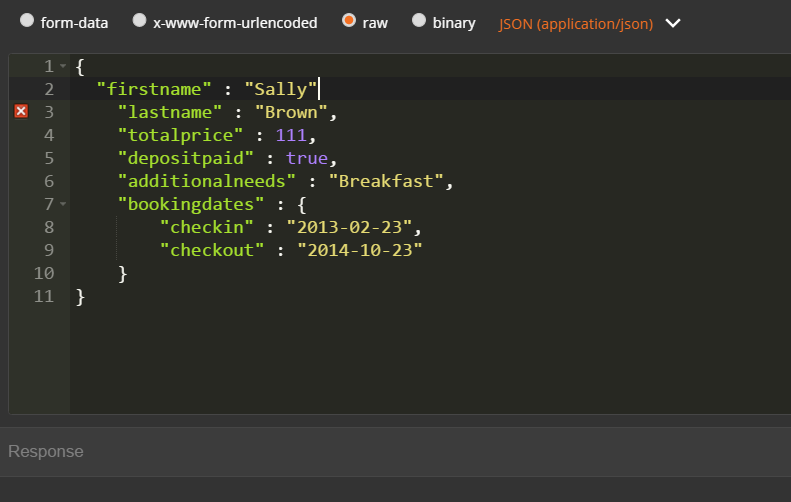 form-data x-www-form-urlencoded raw binary JSON (application/json)
1 {
2 "firstname" : "Sally"
3 "lastname" : "Brown",
4 "totalprice" : 111,
5 "depositpaid" : true,
6 "additionalneeds" : "Breakfast",
7 "bookingdates" : {
8 "checkin" : "2013-02-23",
9 "checkout" : "2014-10-23"
10 }
11 }
Response